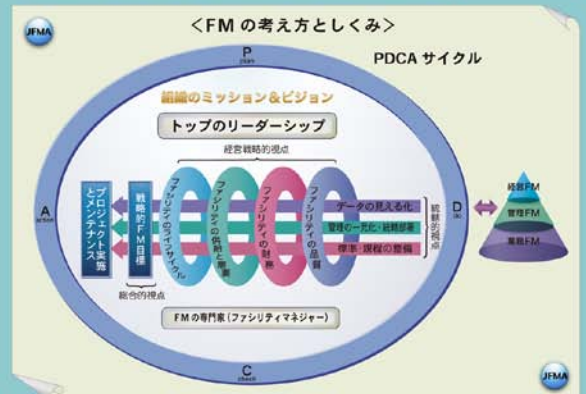 JFMA
＜FMの考え方としくみ＞
PDCAサイクル
P
plan
組織のミッション＆ビジョン
トップのリーダーシップ
経営戦略的視点
A
action
プロジェクト実施とメンテナンス
戦略的FM目標
ファシリティのライフサイクル
ファシリティの供給と需要
ファシリティの財務
ファシリティの品質
データの見える化
管理の一元化・統括部署
標準・規程の整備
統括的視点
D
do
経営FM
管理FM
業務FM
総合的視点
FMの専門家(ファシリティマネジャー)
C
check
JFMA